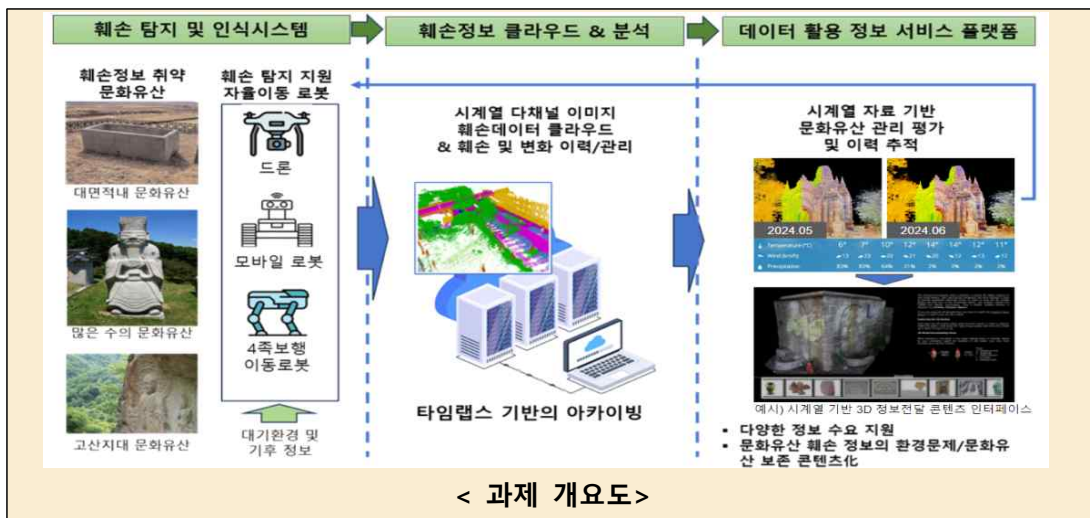 훼손 탐지 및 인식시스템
훼손정보 클라우드 & 분석
데이터 활용 정보 서비스 플랫폼
훼손정보 취약
문화유산
대면적내 문화유산
많은 수의 문화유산
고산지대 문화유산
훼손 탐지 지원
자율이동 로봇
드론
모바일 로봇
4족보행
이동로봇
대기환경 및
기후 정보
시계열 다채널 이미지
훼손데이터 클라우드
& 훼손 및 변화 이력/관리
타임랩스 기반의 아카이빙
시계열 자료 기반
문화유산 관리 평가
및 이력 추적
2024.05
2024.06
Temperature(°C) 6° 7° 10° 12° 14° 14° 12° 11°
Precipitation
예시) 시계열 기반 3D 정보전달 콘텐츠 인터페이스
▪ 다양한 정보 수요 지원
▪ 문화유산 훼손 정보의 환경문제/문화유
산 보존 콘텐츠化
< 과제 개요도>